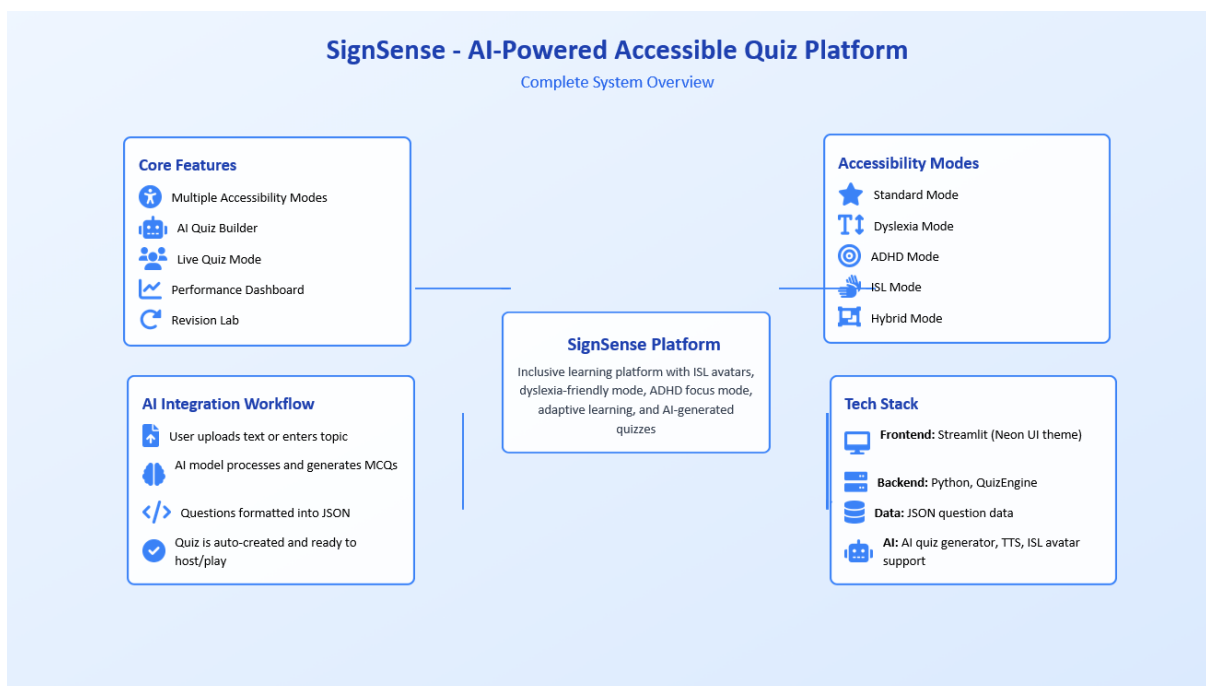 SignSense - AI-Powered Accessible Quiz Platform
Complete System Overview
Core Features
Multiple Accessibility Modes
AI Quiz Builder
Live Quiz Mode
Performance Dashboard
Revision Lab
Accessibility Modes
Standard Mode
Dyslexia Mode
ADHD Mode
ISL Mode
Hybrid Mode
SignSense Platform
Inclusive learning platform with ISL avatars,
dyslexia-friendly mode, ADHD focus mode,
adaptive learning, and AI-generated
quizzes
AI Integration Workflow
User uploads text or enters topic
AI model processes and generates MCQs
Questions formatted into JSON
Quiz is auto-created and ready to
host/play
Tech Stack
Frontend: Streamlit (Neon UI theme)
Backend: Python, QuizEngine
Data: JSON question data
AI: AI quiz generator, TTS, ISL avatar
support